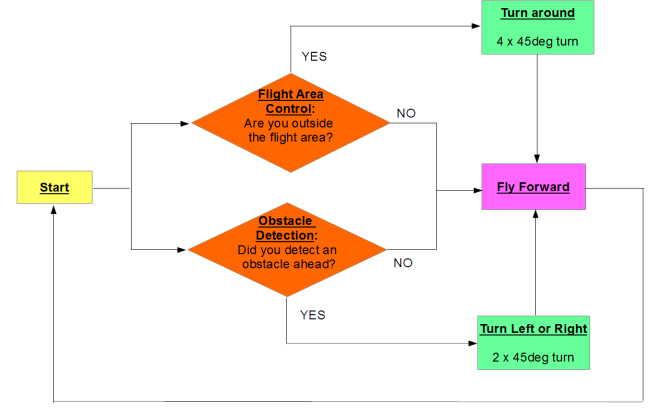 Turn around
4 x 45deg turn
YES
Flight Area
Control:
Are you outside
the flight area?
NO
Start
Fly Forward
Obstacle
Detection:
Did you detect an
obstacle ahead?
NO
YES
Turn Left or Right
2 x 45deg turn